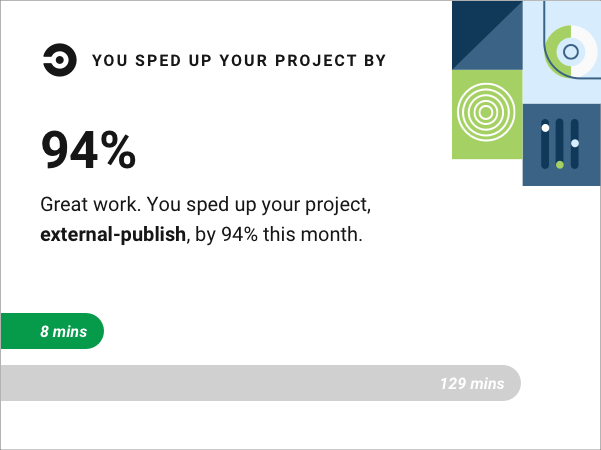 YOU SPED UP YOUR PROJECT BY
94%
Great work. You sped up your project,
external-publish, by 94% this month.
8 mins
129 mins